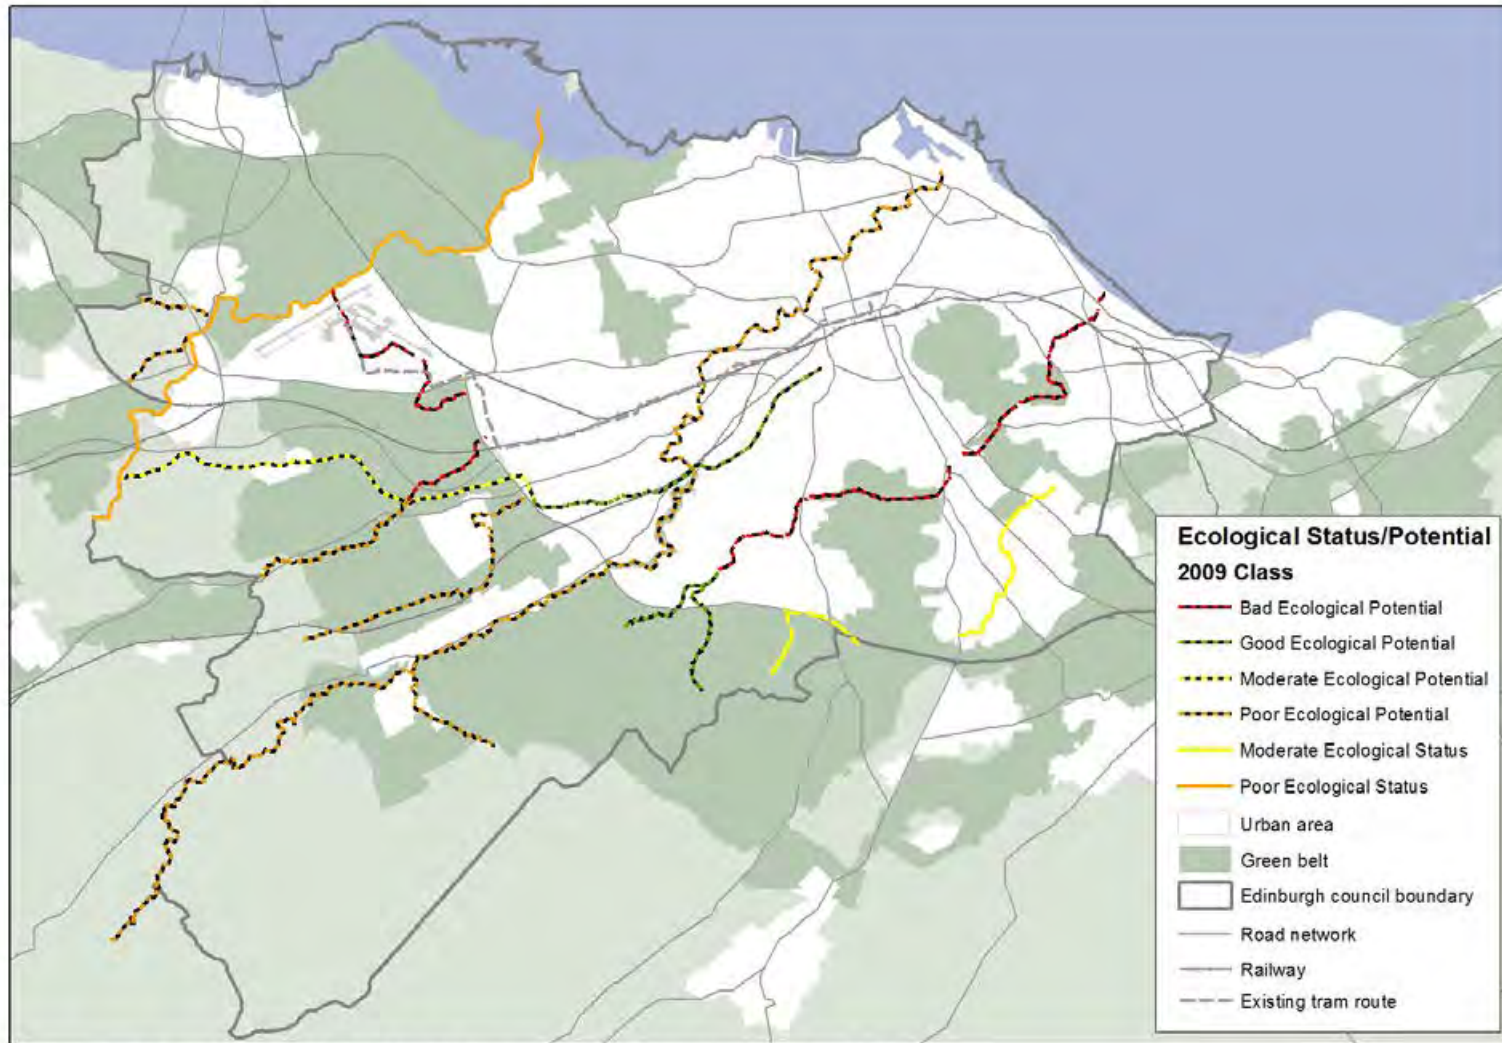 Ecological Status/Potential
2009 Class
Bad Ecological Potential
Good Ecological Potential
Moderate Ecological Potential
Poor Ecological Potential
Moderate Ecological Status
Poor Ecological Status
Urban area
Green belt
Edinburgh council boundary
Road network
Railway
Existing tram route